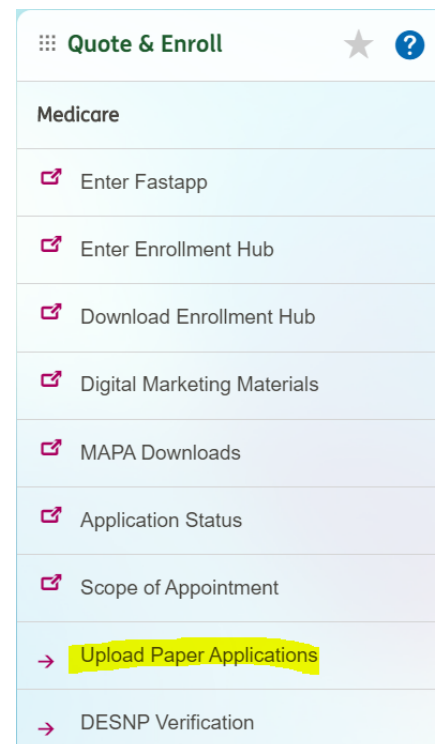 Quote & Enroll
Medicare
Enter Fastapp
Enter Enrollment Hub
Download Enrollment Hub
Digital Marketing Materials
MAPA Downloads
Application Status
Scope of Appointment
Upload Paper Applications
DESNP Verification